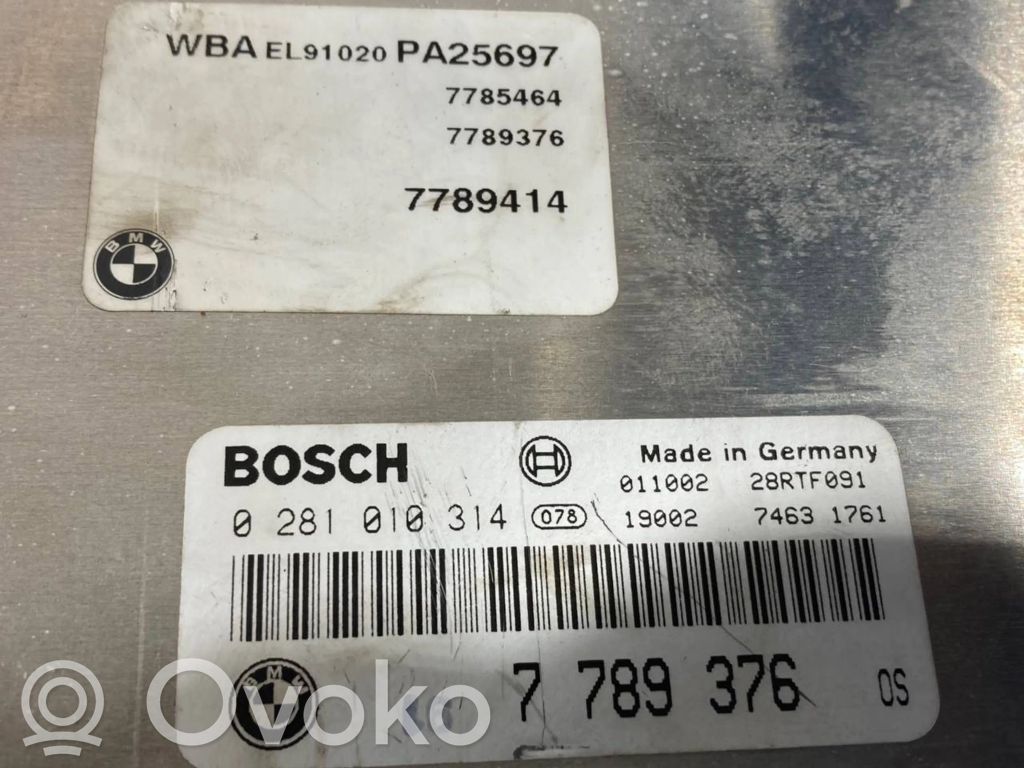 WBA EL91020 PA25697
7785464
7789376
7789414
BMW
BOSCH
Made in Germany
011002 28RTF091
0 281 010 314 078 19002 7463 1761
BMW
7 789 376 OS
Ovoko